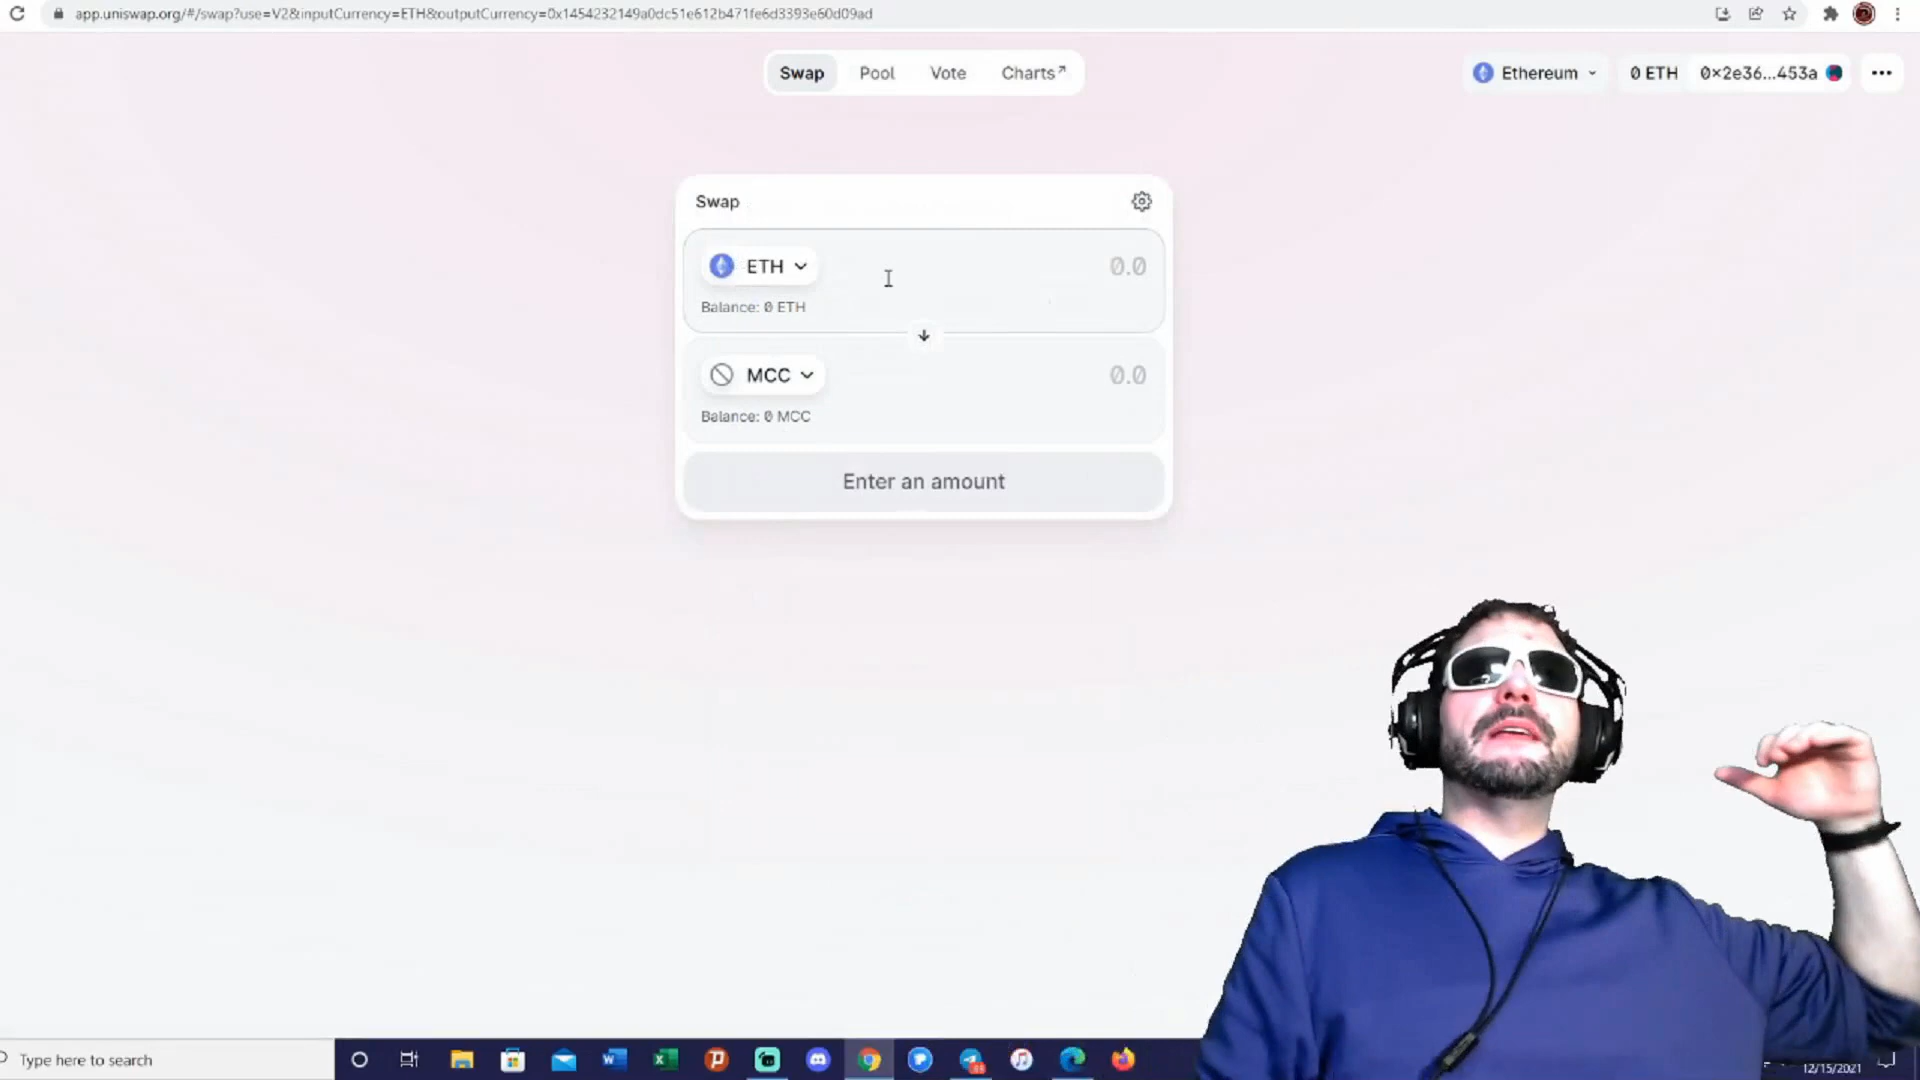 app.uniswap.org/#/swap?use=V2&inputCurrency=ETH&outputCurrency=0x1454232149a0dc51e612b471fe6d3393e60d09ad
Swap Pool Vote Charts↗
Ethereum 0 ETH 0×2e36...453a
Swap
ETH 0.0
Balance: 0 ETH
MCC 0.0
Balance: 0 MCC
Enter an amount
Type here to search
12/15/2021